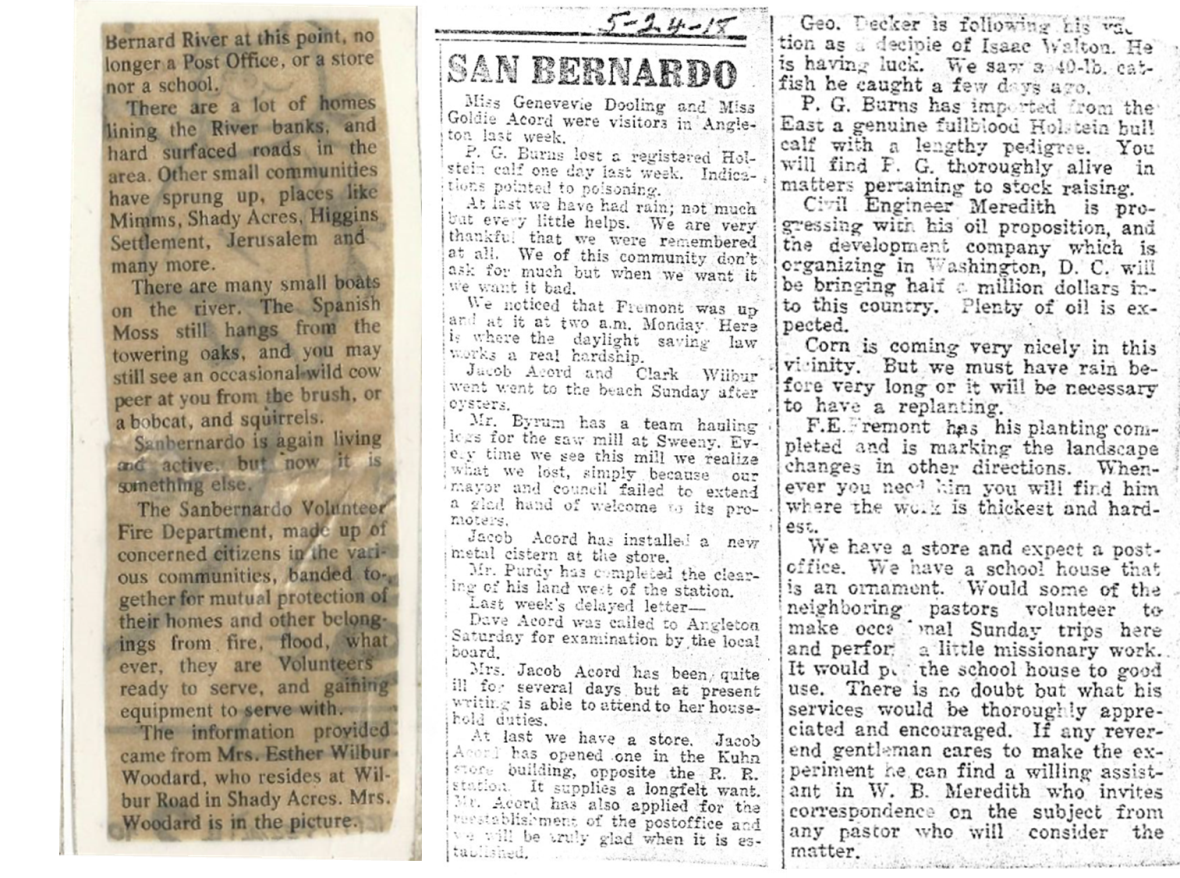 Bernard River at this point, no
longer a Post Office, or a store
nor a school.
There are a lot of homes
lining the River banks, and
hard surfaced roads in the
area. Other small communities
have sprung up, places like
Mimms, Shady Acres, Higgins
Settlement, Jerusalem and
many more.
There are many small boats
on the river. The Spanish
Moss still hangs from the
towering oaks, and you may
still see an occasional wild cow
peer at you from the brush, or
a bobcat, and squirrels.
Sanbernardo is again living
and active, but now it is
something else.
The Sanbernardo Volunteer
Fire Department, made up of
concerned citizens in the vari-
ous communities, banded to-
gether for mutual protection of
their homes and other belong-
ings from fire, flood, what
ever, they are Volunteers
ready to serve, and gaining
equipment to serve with.
The information provided
came from Mrs. Esther Wilbur
Woodard, who resides at Wil-
bur Road in Shady Acres. Mrs.
Woodard is in the picture.
5-24-18
SAN BERNARDO
Miss Genevevie Dooling and Miss
Goldie Acord were visitors in Angle-
ton last week.
P. G. Burns lost a registered Hol-
stein calf one day last week. Indica-
tions pointed to poisoning.
At last we have had rain; not much
but every little helps. We are very
thankful that we were remembered
at all. We of this community don't
ask for much but when we want it
we want it bad.
We noticed that Fremont was up
and at it at two a.m. Monday. Here
is where the daylight saving law
works a real hardship.
Jacob Acord and Clark Wilbur
went went to the beach Sunday after
oysters.
Mr. Byrum has a team hauling
logs for the saw mill at Sweeny. Ev-
ery time we see this mill we realize
what we lost, simply because our
mayor and council failed to extend
a glad hand of welcome to its pro-
moters.
Jacob Acord has installed a new
metal cistern at the store.
Mr. Purdy has completed the clear-
ing of his land west of the station.
Last week's delayed letter—
Dave Acord was called to Angleton
Saturday for examination by the local
board.
Mrs. Jacob Acord has been quite
ill for several days but at present
writing is able to attend to her house-
hold duties.
At last we have a store. Jacob
Acord has opened one in the Kuhn
store building, opposite the R. R.
station. It supplies a longfelt want.
Mr. Acord has also applied for the
reestablishment of the postoffice and
we will be truly glad when it is es-
tablished.
Geo. Decker is following his
tion as a deciple of Isaac Walton. He
is having luck. We saw a 40-lb. cat-
fish he caught a few days ago.
P. G. Burns has imported from the
East a genuine fullblood Holstein bull
calf with a lengthy pedigree. You
will find P. G. thoroughly alive in
matters pertaining to stock raising.
Civil Engineer Meredith is pro-
gressing with his oil proposition, and
the development company which is
organizing in Washington, D. C. will
be bringing half a million dollars in-
to this country. Plenty of oil is ex-
pected.
Corn is coming very nicely in this
vicinity. But we must have rain be-
fore very long or it will be necessary
to have a replanting.
F.E. Fremont has his planting com-
pleted and is marking the landscape
changes in other directions. When-
ever you need him you will find him
where the work is thickest and hard-
est.
We have a store and expect a post-
office. We have a school house that
is an ornament. Would some of the
neighboring pastors volunteer to
make occasional Sunday trips here
and perform a little missionary work.
It would put the school house to good
use. There is no doubt but what his
services would be thoroughly appre-
ciated and encouraged. If any rever-
end gentleman cares to make the ex-
periment he can find a willing assist-
ant in W. B. Meredith who invites
correspondence on the subject from
any pastor who will consider the
matter.